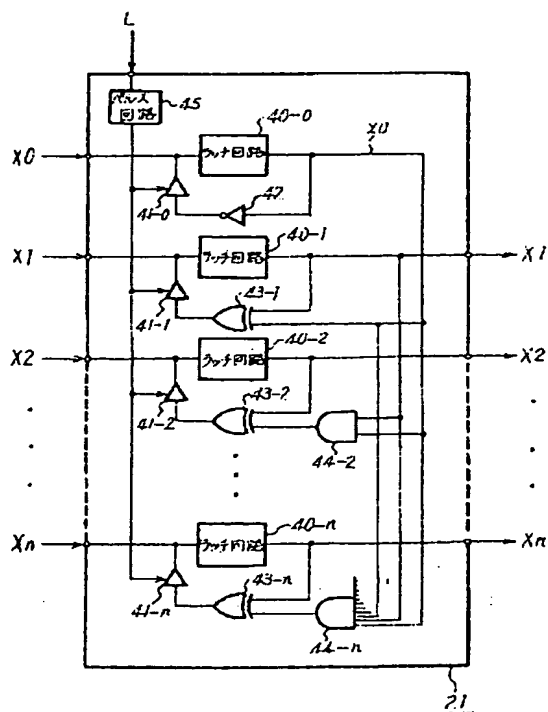 L
パルス
回路
45
40-0
X0
ラッチ回路
X0
41-0
42
40-1
X1
ラッチ回路
X1
41-1
43-1
40-2
X2
ラッチ回路
X2
41-2
43-2
44-2
40-n
Xn
ラッチ回路
Xn
41-n
43-n
44-n
21